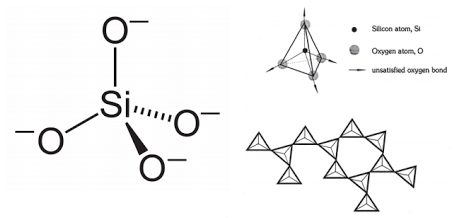 O−
Si
−O
O−
O−
Silicon atom, Si
Oxygen atom, O
unsatisfied oxygen bond